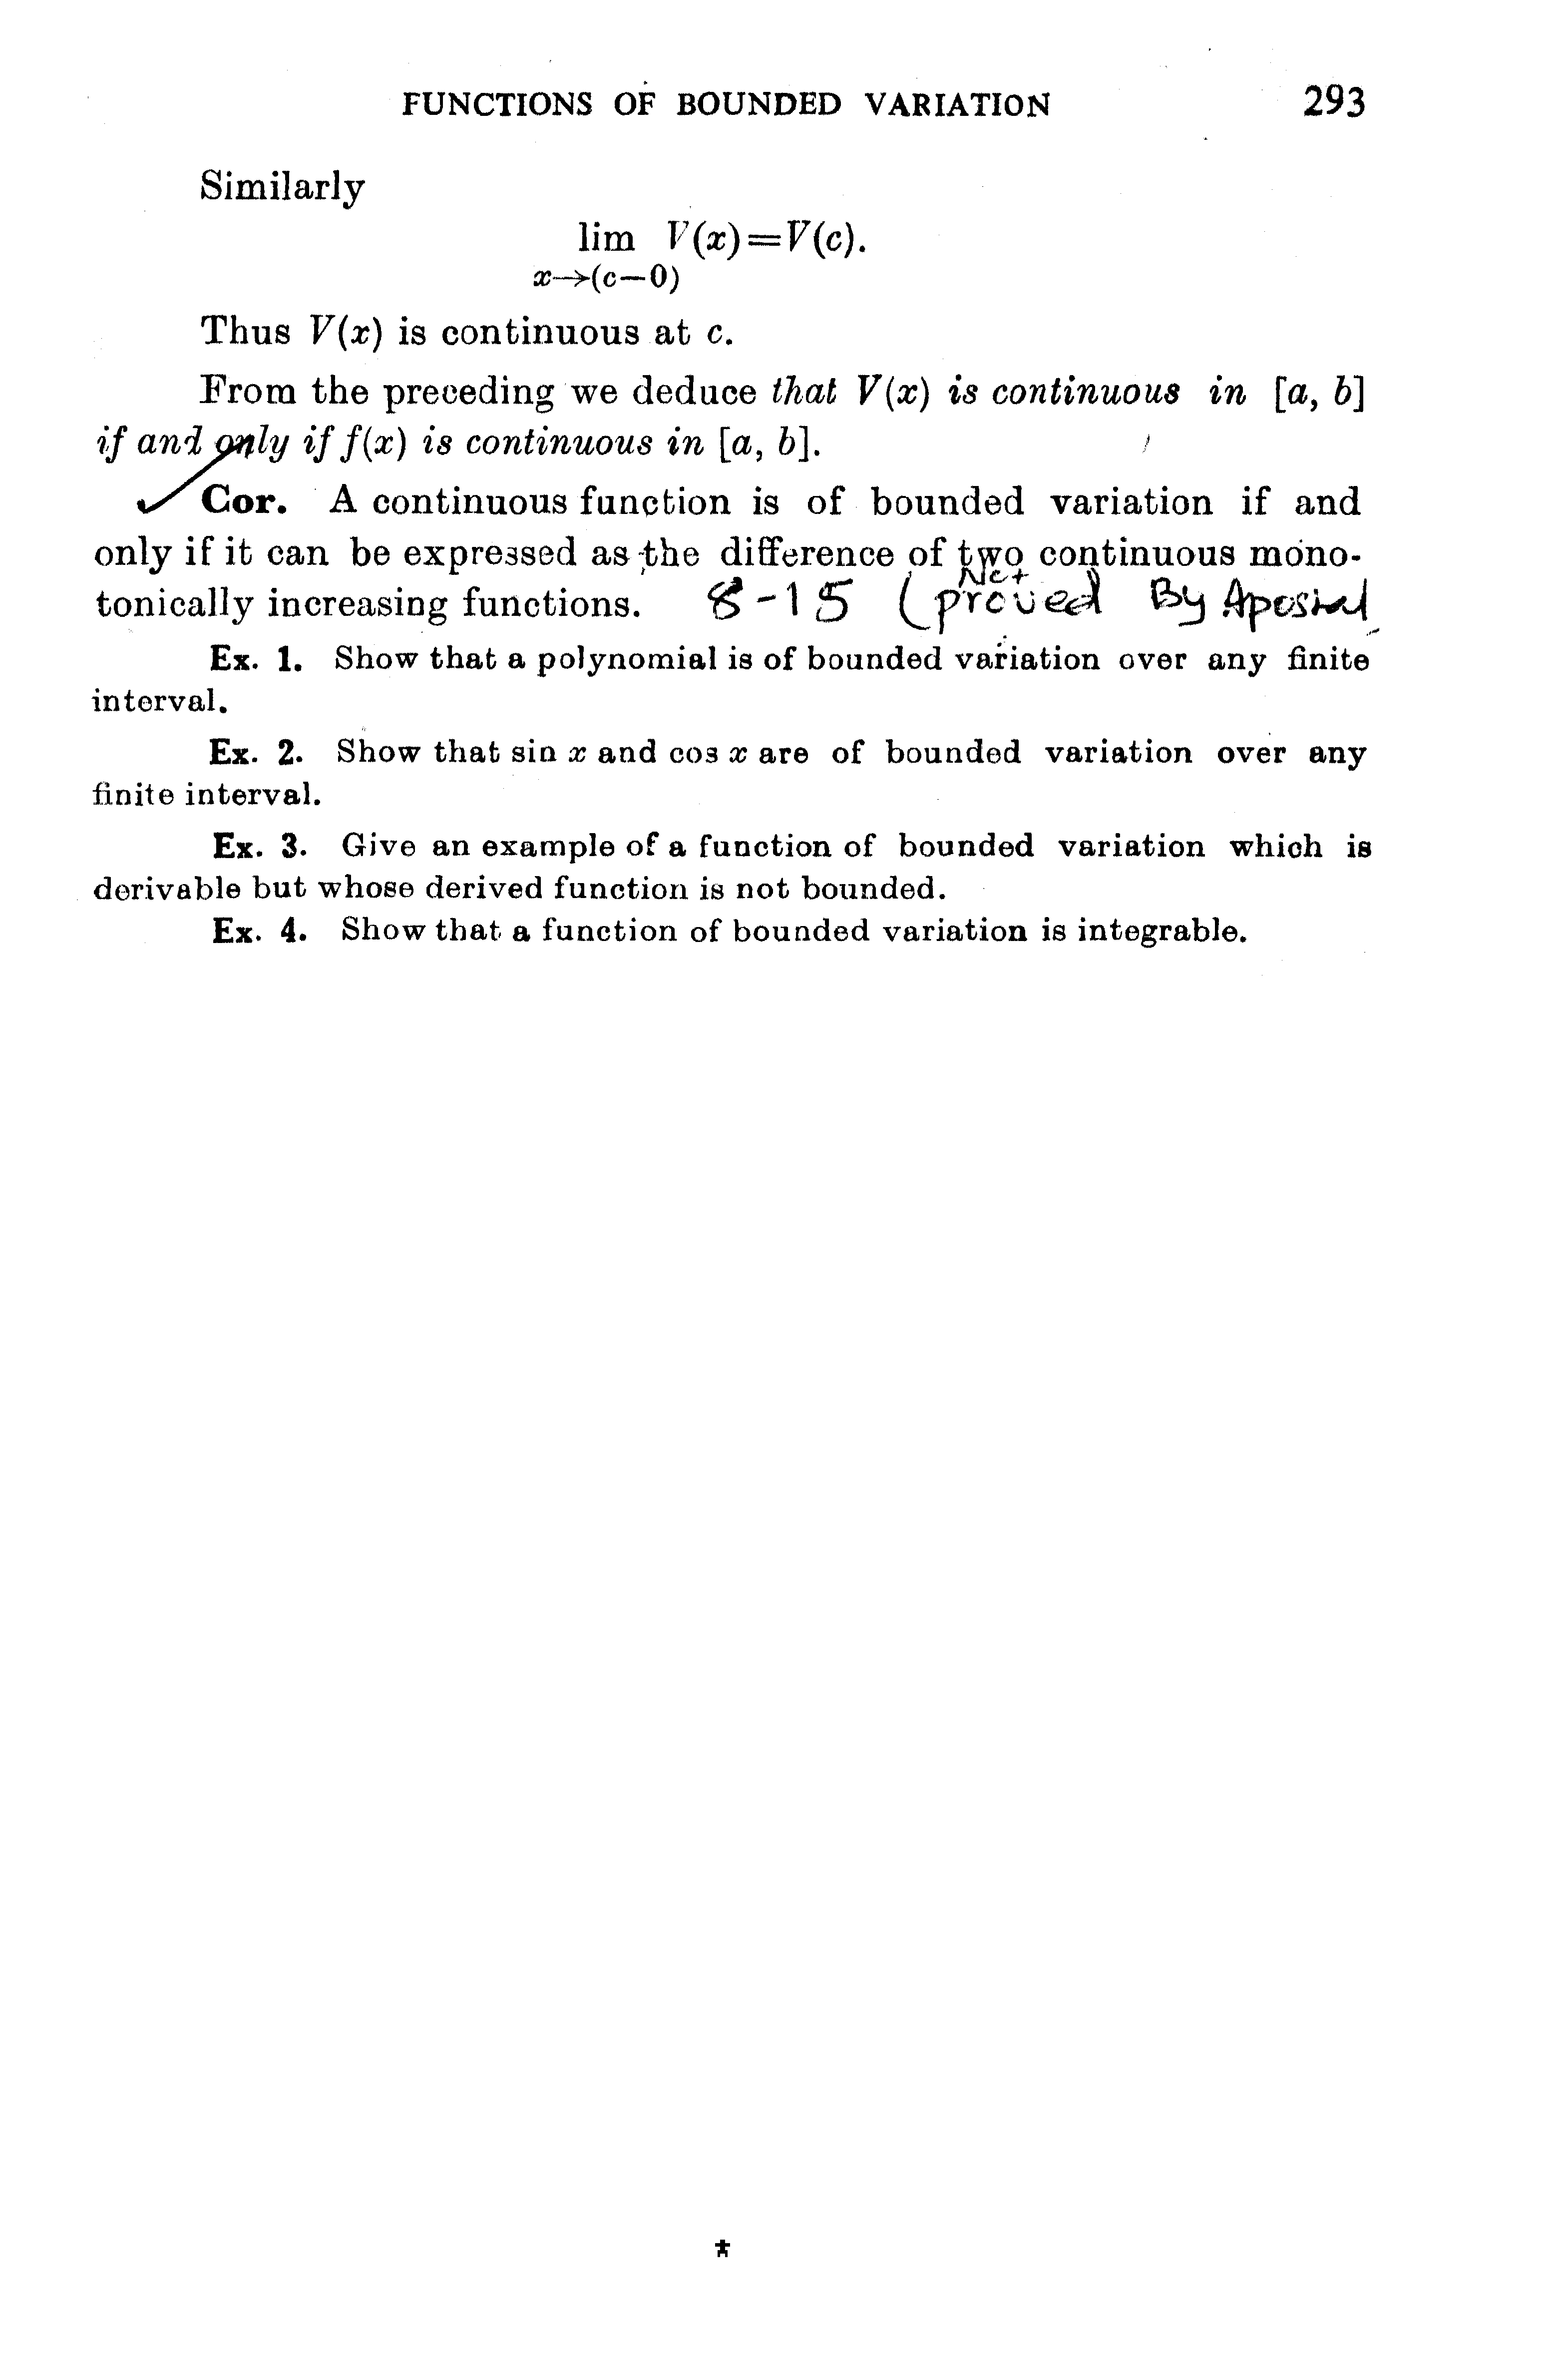 FUNCTIONS OF BOUNDED VARIATION 293
Similarly
lim V(x)=V(c).
x→(c−0)
Thus V(x) is continuous at c.
From the preceding we deduce that V(x) is continuous in [a, b]
if and only if f(x) is continuous in [a, b].
✓ Cor. A continuous function is of bounded variation if and
only if it can be expressed as the difference of two continuous mono-
Not
tonically increasing functions. 8-15 (proved) By Apostol
Ex. 1. Show that a polynomial is of bounded variation over any finite
interval.
Ex. 2. Show that sin x and cos x are of bounded variation over any
finite interval.
Ex. 3. Give an example of a function of bounded variation which is
derivable but whose derived function is not bounded.
Ex. 4. Show that a function of bounded variation is integrable.
*